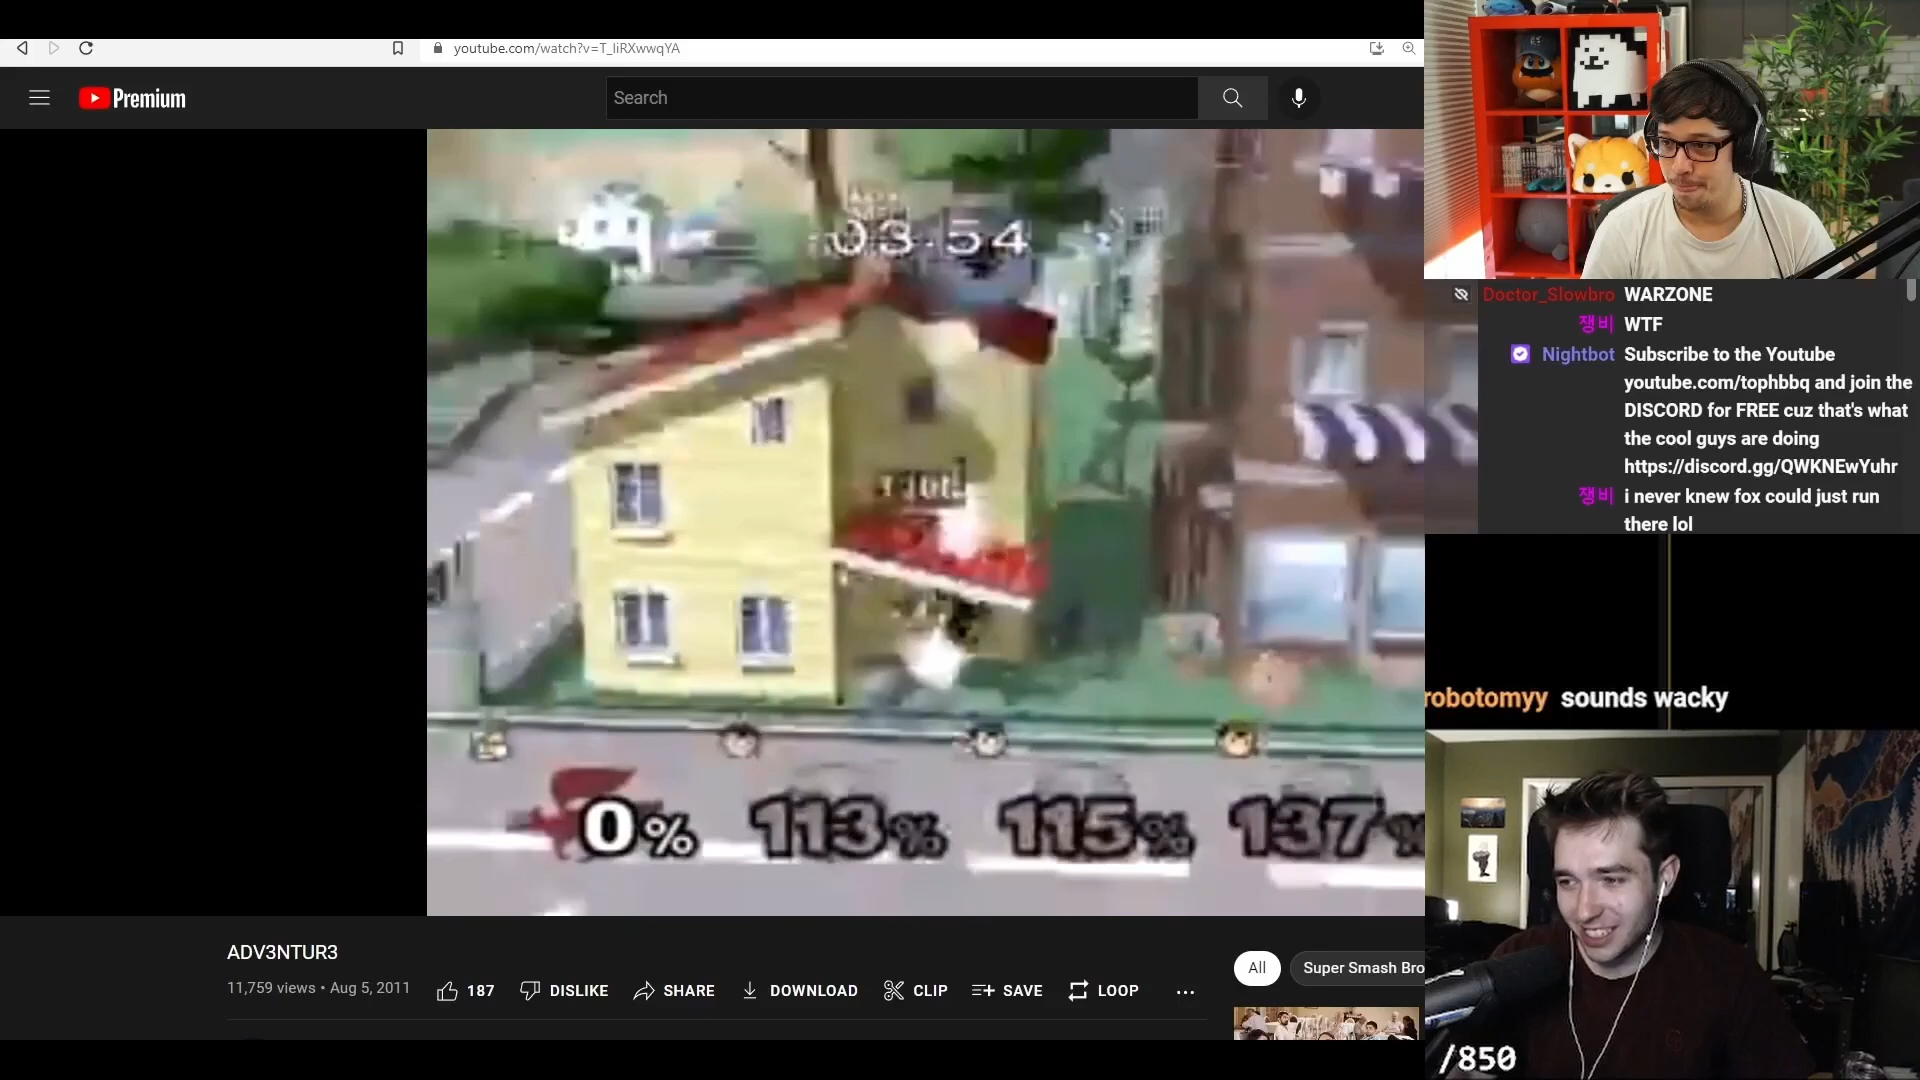 youtube.com/watch?v=T_IiRXwwqYA
Premium
Search
03:54
0% 113% 115% 137%
ADV3NTUR3
11,759 views • Aug 5, 2011
187 DISLIKE SHARE DOWNLOAD CLIP SAVE LOOP
All Super Smash Bro
Doctor_Slowbro WARZONE
쟁비 WTF
Nightbot Subscribe to the Youtube
youtube.com/tophbbq and join the
DISCORD for FREE cuz that's what
the cool guys are doing
https://discord.gg/QWKNEwYuhr
쟁비 i never knew fox could just run
there lol
robotomyy sounds wacky
/850